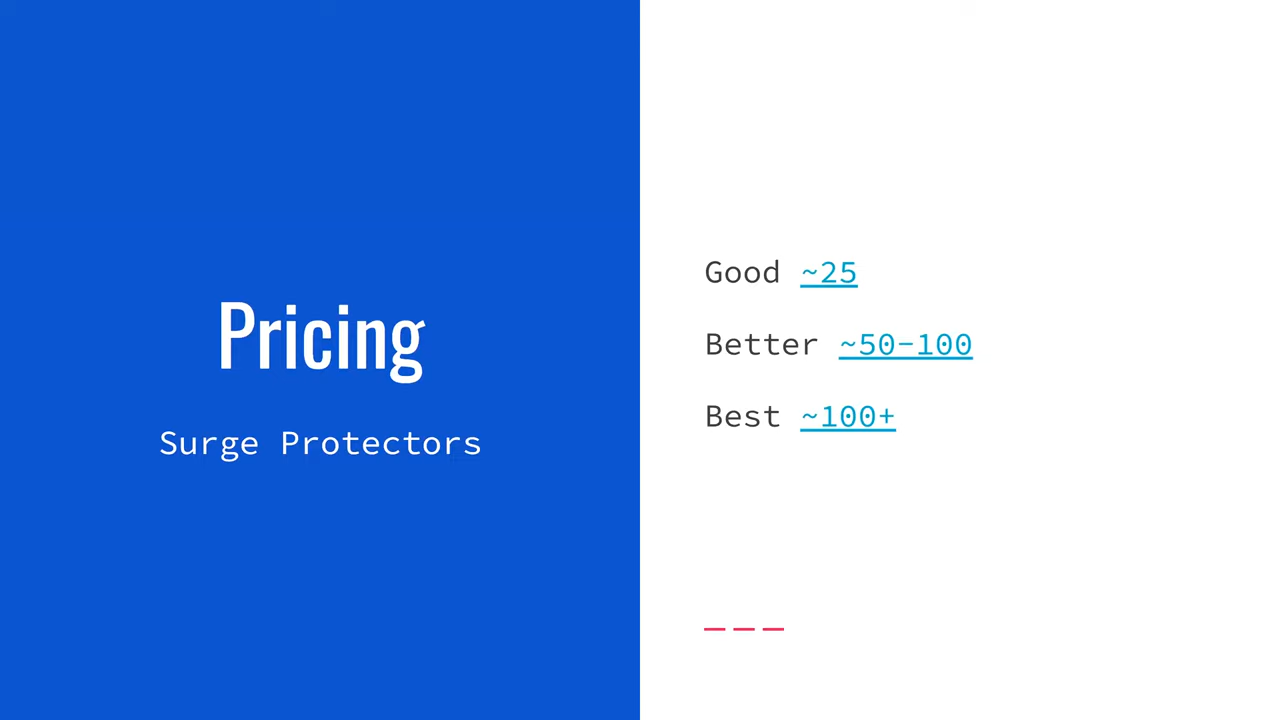 Pricing
Surge Protectors
Good ~25
Better ~50-100
Best ~100+